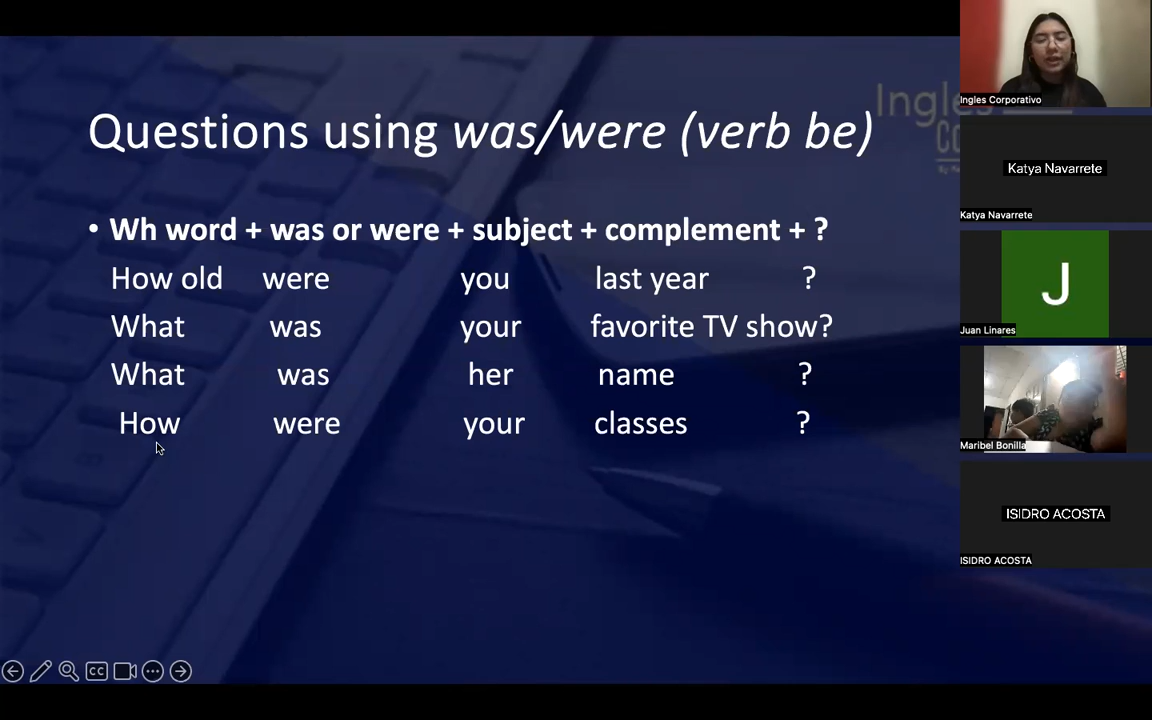 Questions using was/were (verb be)
• Wh word + was or were + subject + complement + ?
How old were you last year ?
What was your favorite TV show?
What was her name ?
How were your classes ?
CC
Ingles Corporativo
Katya Navarrete
Katya Navarrete
J
Juan Linares
Maribel Bonilla
ISIDRO ACOSTA
ISIDRO ACOSTA